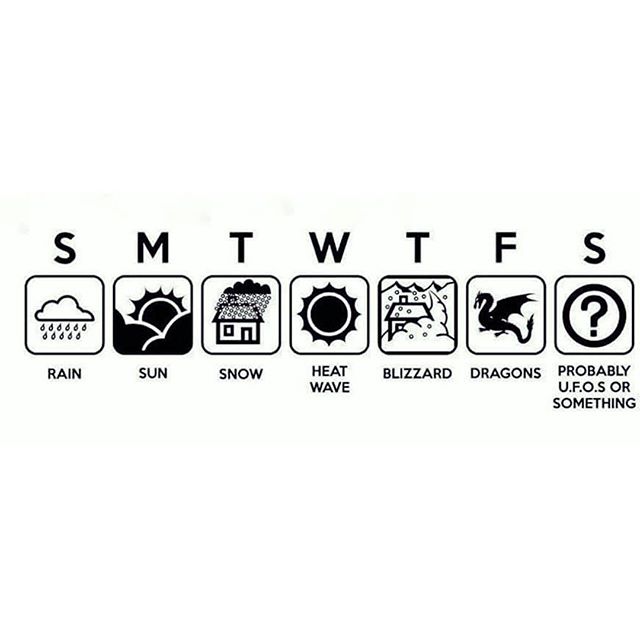 S M T W T F S
?
RAIN
SUN
SNOW
HEAT
WAVE
BLIZZARD
DRAGONS
PROBABLY
U.F.O.S OR
SOMETHING